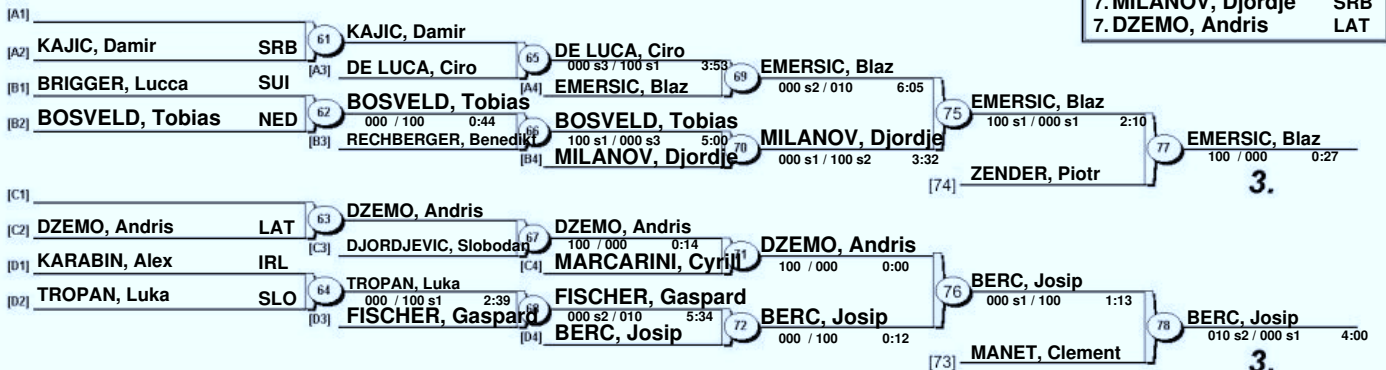 7. MILANOV, Djordje SRB
7. DZEMO, Andris LAT
[A1]
[A2] KAJIC, Damir SRB
61
KAJIC, Damir
[A3] DE LUCA, Ciro
65
DE LUCA, Ciro
000 s3 / 100 s1 3:53
[A4] EMERSIC, Blaz
69
EMERSIC, Blaz
000 s2 / 010 6:05
[B1] BRIGGER, Lucca SUI
[B2] BOSVELD, Tobias NED
62
BOSVELD, Tobias
000 / 100 0:44
[B3] RECHBERGER, Benedikt
66
BOSVELD, Tobias
100 s1 / 000 s3 5:00
[B4] MILANOV, Djordje
70
MILANOV, Djordje
000 s1 / 100 s2 3:32
75
EMERSIC, Blaz
100 s1 / 000 s1 2:10
[74] ZENDER, Piotr
77
EMERSIC, Blaz
100 / 000 0:27
3.
[C1]
[C2] DZEMO, Andris LAT
63
DZEMO, Andris
[C3] DJORDJEVIC, Slobodan
67
DZEMO, Andris
100 / 000 0:14
[C4] MARCARINI, Cyrill
71
DZEMO, Andris
100 / 000 0:00
[D1] KARABIN, Alex IRL
[D2] TROPAN, Luka SLO
64
TROPAN, Luka
000 / 100 s1 2:39
[D3] FISCHER, Gaspard
68
FISCHER, Gaspard
000 s2 / 010 5:34
[D4] BERC, Josip
72
BERC, Josip
000 / 100 0:12
76
BERC, Josip
000 s1 / 100 1:13
[73] MANET, Clement
78
BERC, Josip
010 s2 / 000 s1 4:00
3.